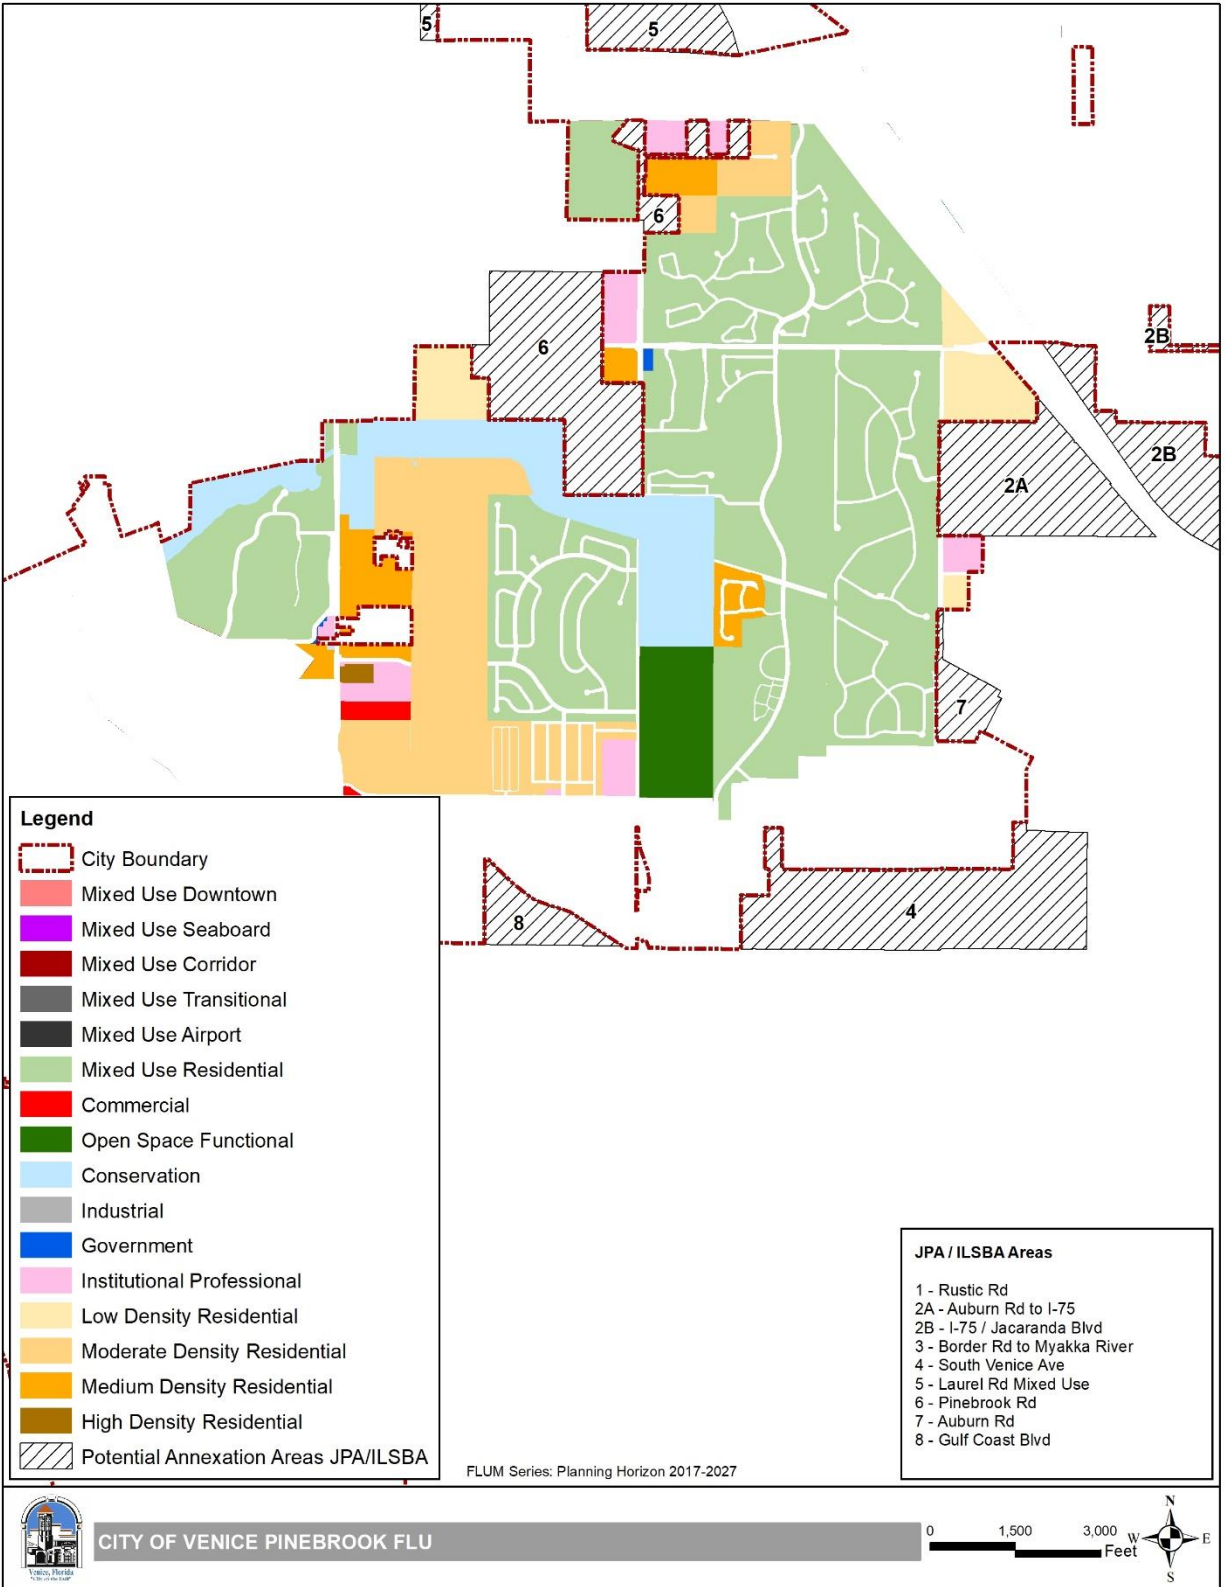 5
5
6
6
2B
2B
2A
7
4
8
Legend
City Boundary
Mixed Use Downtown
Mixed Use Seaboard
Mixed Use Corridor
Mixed Use Transitional
Mixed Use Airport
Mixed Use Residential
Commercial
Open Space Functional
Conservation
Industrial
Government
Institutional Professional
Low Density Residential
Moderate Density Residential
Medium Density Residential
High Density Residential
Potential Annexation Areas JPA/ILSBA
JPA / ILSBA Areas
1 - Rustic Rd
2A - Auburn Rd to I-75
2B - I-75 / Jacaranda Blvd
3 - Border Rd to Myakka River
4 - South Venice Ave
5 - Laurel Rd Mixed Use
6 - Pinebrook Rd
7 - Auburn Rd
8 - Gulf Coast Blvd
FLUM Series: Planning Horizon 2017-2027
Venice, Florida
CITY OF VENICE PINEBROOK FLU
0 1,500 3,000
Feet
N
W E
S